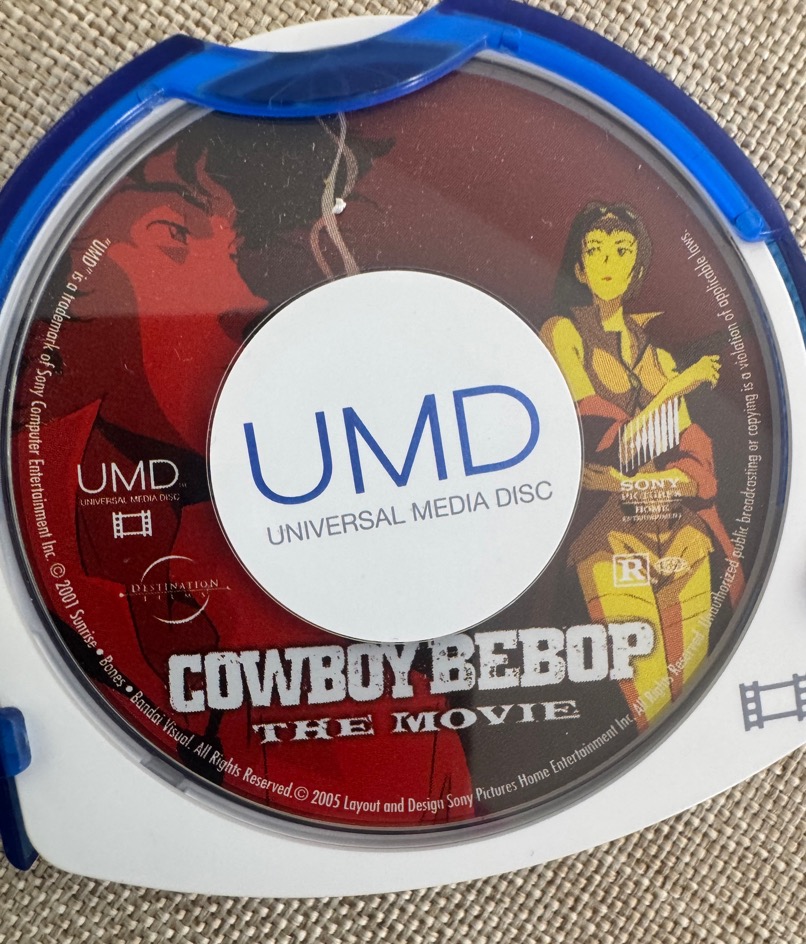 UMD
UNIVERSAL MEDIA DISC
UMD
UNIVERSAL MEDIA DISC
DESTINATION
FILMS
SONY
PICTURES
HOME
ENTERTAINMENT
R
COWBOY BEBOP
THE MOVIE
"UMD" is a trademark of Sony Computer Entertainment Inc. © 2001 Sunrise • Bones • Bandai Visual. All Rights Reserved. © 2005 Layout and Design Sony Pictures Home Entertainment Inc. All Rights Reserved. Unauthorized public broadcasting or copying is a violation of applicable laws.